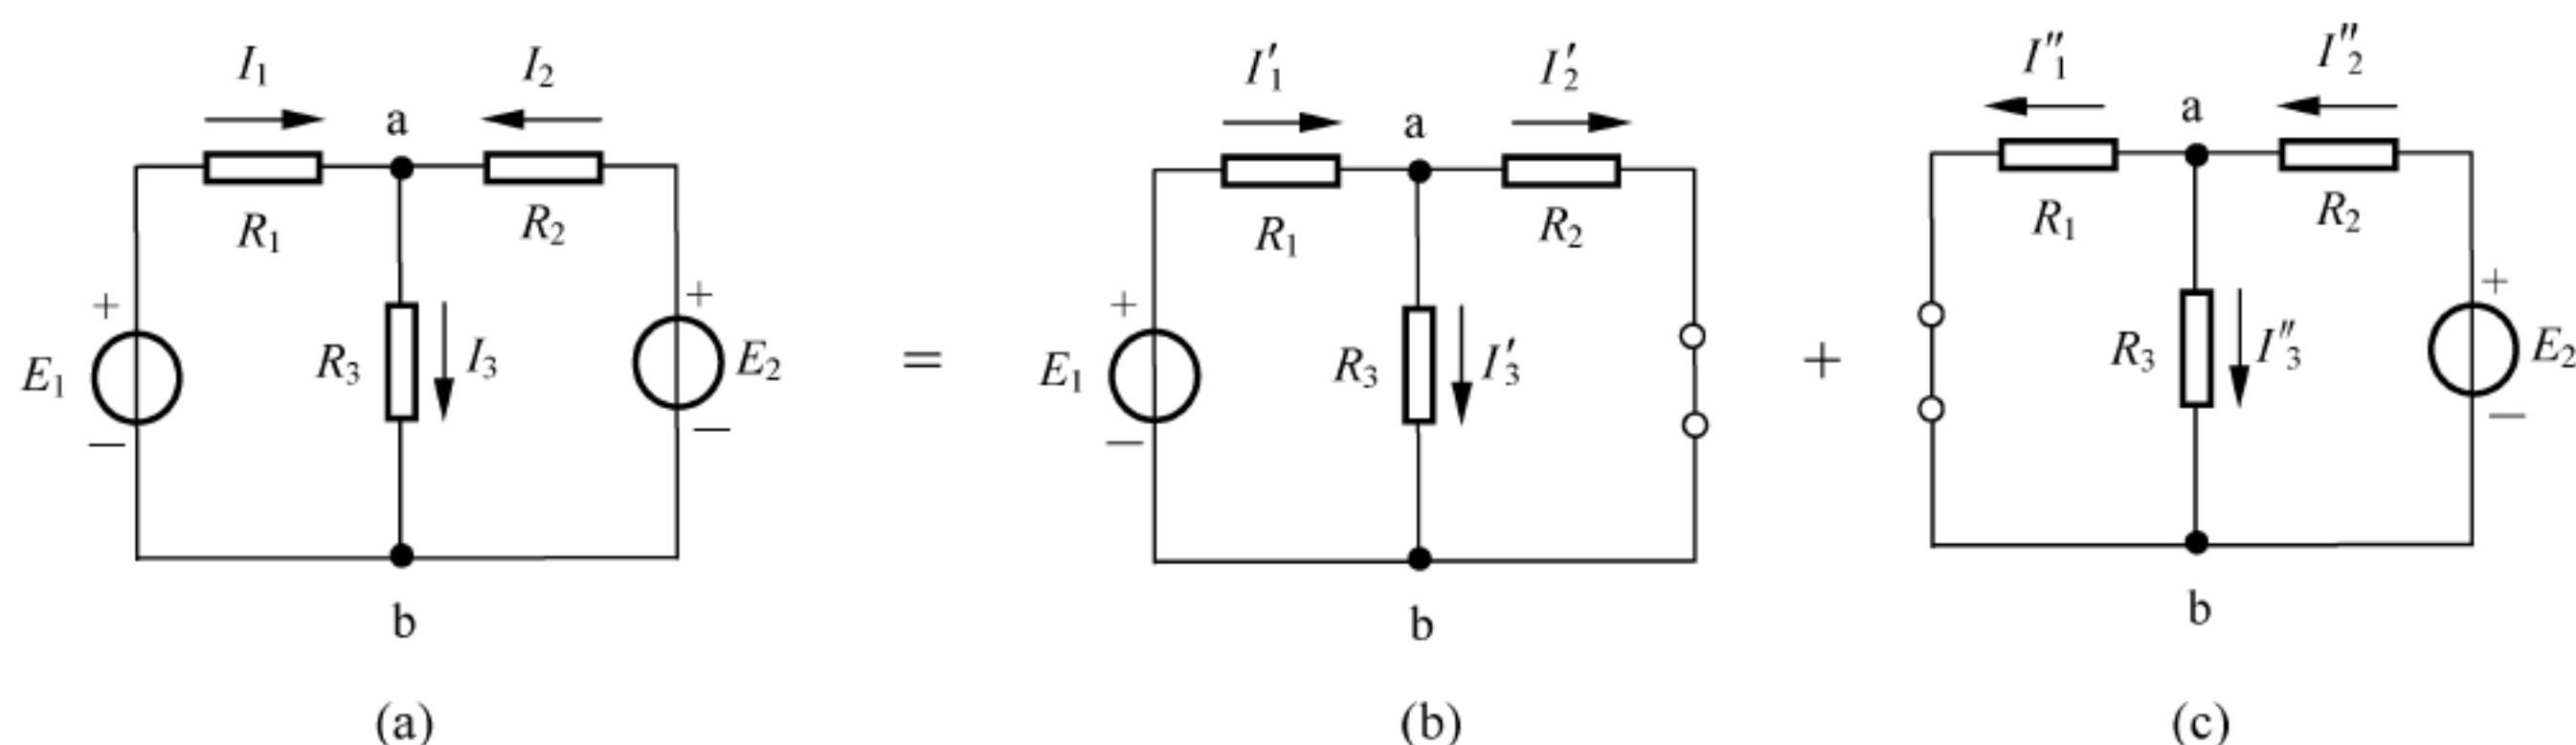 I₁ I₂ I′₁ I′₂ I″₁ I″₂
a a a
R₁ R₂ R₁ R₂ R₁ R₂
+ + + +
E₁ R₃ I₃ E₂ = E₁ R₃ I′₃ + R₃ I″₃ E₂
− − − −
b b b
(a) (b) (c)